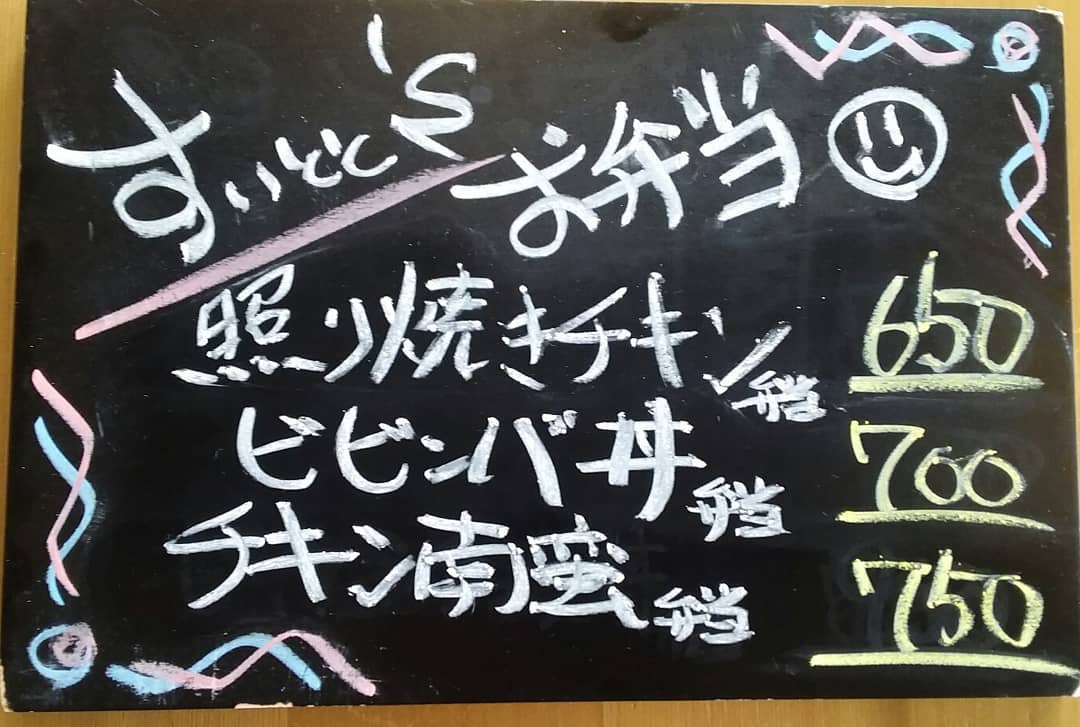 すいとと'S お弁当
照り焼きチキン弁当 650
ビビンバ丼弁当 700
チキン南蛮弁当 750